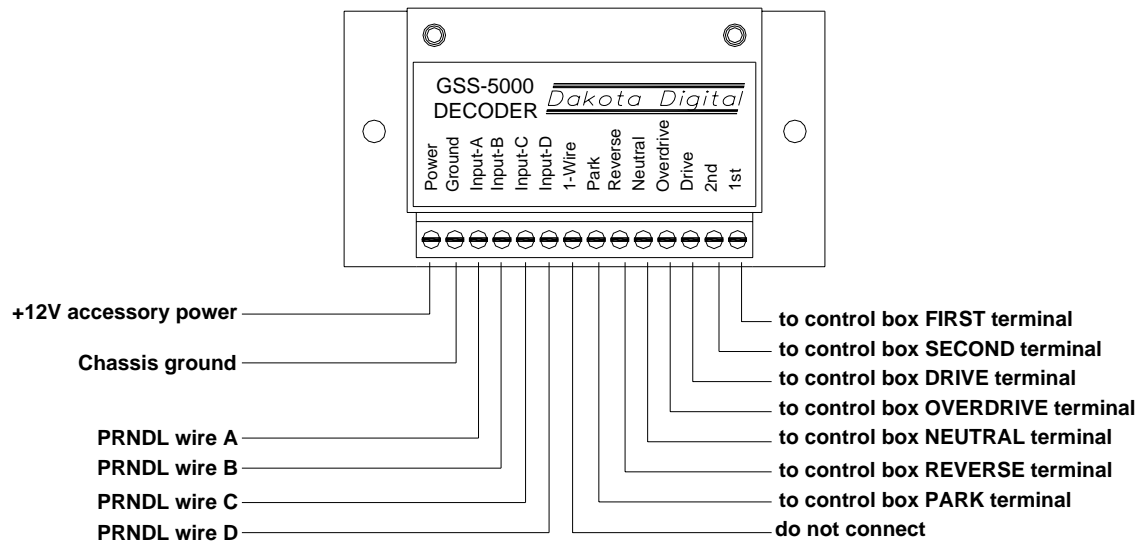 GSS-5000
DECODER
Dakota Digital
Power
Ground
Input-A
Input-B
Input-C
Input-D
1-Wire
Park
Reverse
Neutral
Overdrive
Drive
2nd
1st
+12V accessory power
Chassis ground
PRNDL wire A
PRNDL wire B
PRNDL wire C
PRNDL wire D
to control box FIRST terminal
to control box SECOND terminal
to control box DRIVE terminal
to control box OVERDRIVE terminal
to control box NEUTRAL terminal
to control box REVERSE terminal
to control box PARK terminal
do not connect